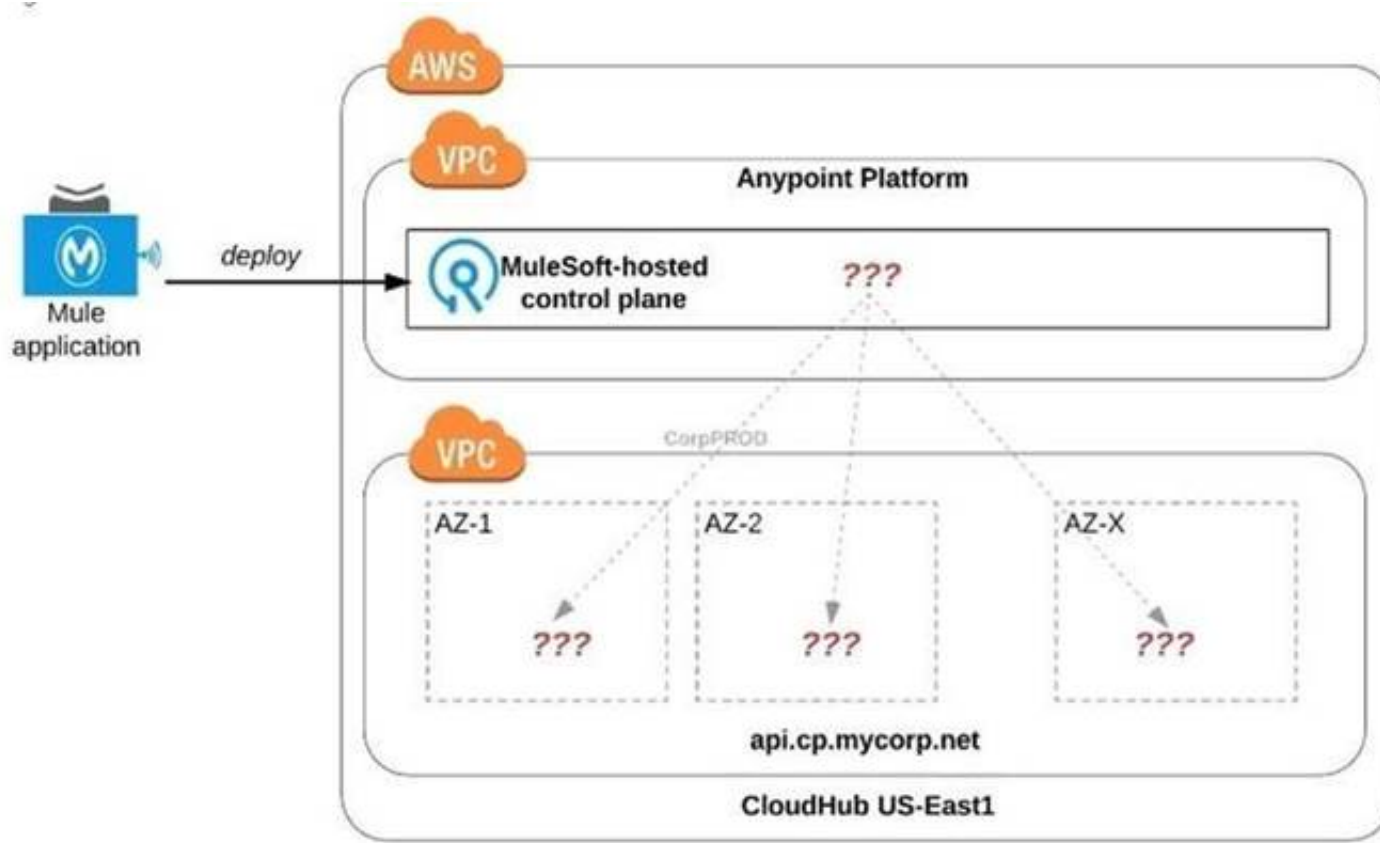 AWS
VPC
Anypoint Platform
deploy
MuleSoft-hosted
control plane
???
Mule
application
CorpPROD
VPC
AZ-1
AZ-2
AZ-X
???
???
???
api.cp.mycorp.net
CloudHub US-East1